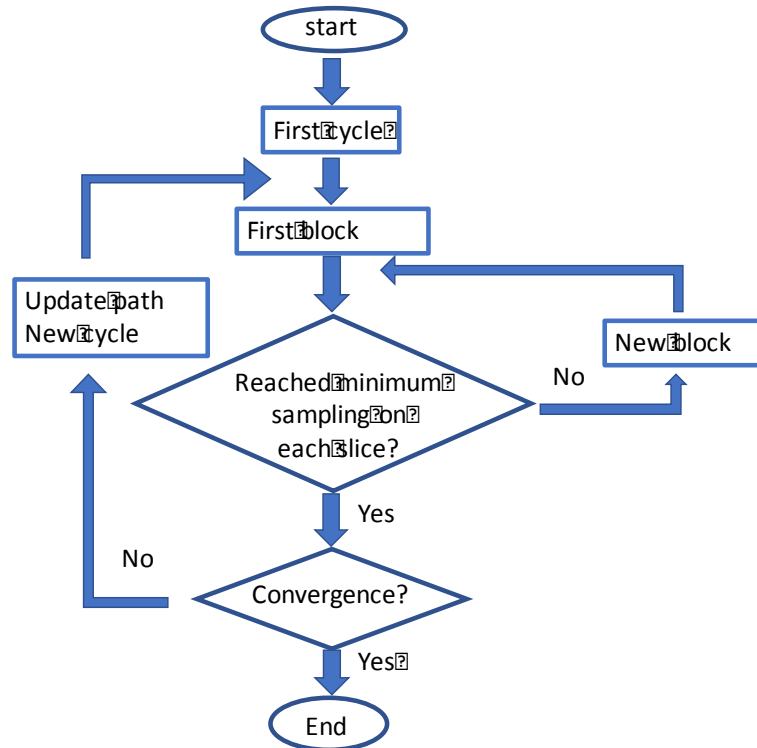 start
First cycle
First block
Update path
New cycle
New block
Reached minimum
sampling on
each slice?
No
Yes
No
Convergence?
Yes
End